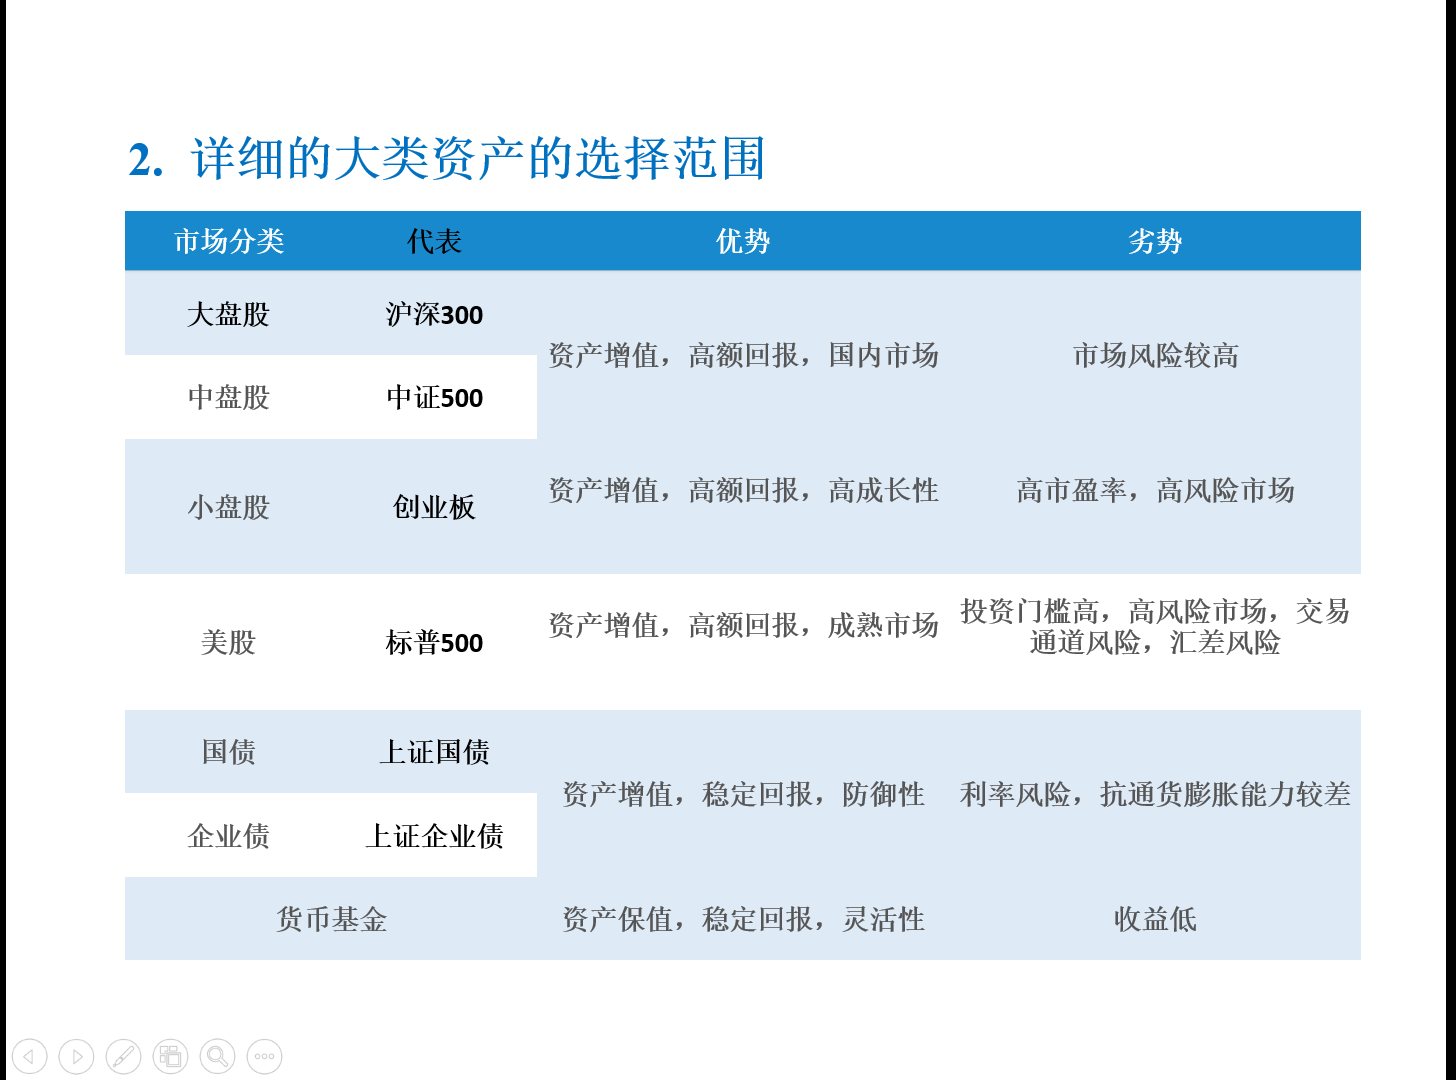 2. 详细的大类资产的选择范围
市场分类 代表 优势 劣势
大盘股 沪深300
资产增值，高额回报，国内市场 市场风险较高
中盘股 中证500
资产增值，高额回报，高成长性 高市盈率，高风险市场
小盘股 创业板
资产增值，高额回报，成熟市场 投资门槛高，高风险市场，交易
通道风险，汇差风险
美股 标普500
国债 上证国债
资产增值，稳定回报，防御性 利率风险，抗通货膨胀能力较差
企业债 上证企业债
货币基金 资产保值，稳定回报，灵活性 收益低